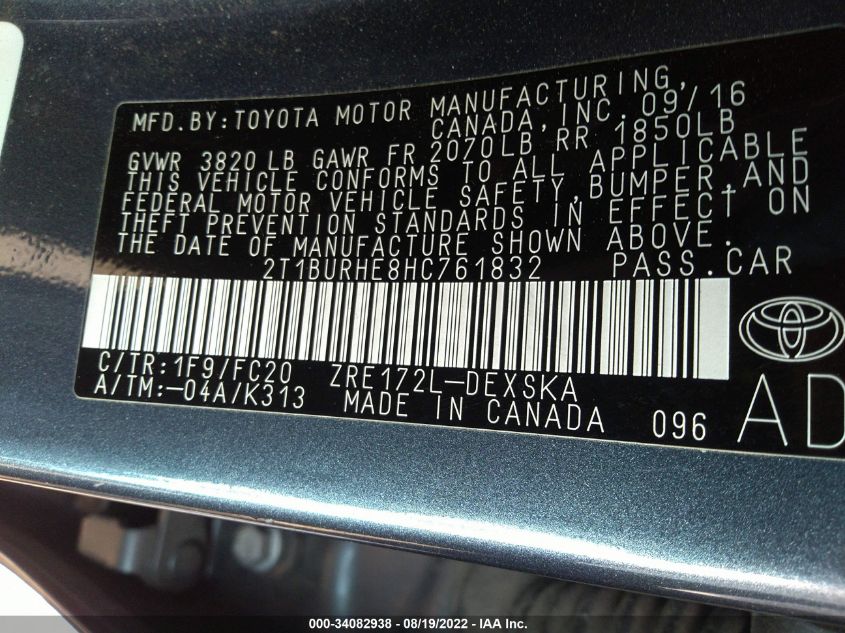 MFD.BY:TOYOTA MOTOR MANUFACTURING,
CANADA, INC. 09/16
GVWR 3820 LB GAWR FR 2070LB RR 1850LB
THIS VEHICLE CONFORMS TO ALL APPLICABLE
FEDERAL MOTOR VEHICLE SAFETY, BUMPER, AND
THEFT PREVENTION STANDARDS IN EFFECT ON
THE DATE OF MANUFACTURE SHOWN ABOVE.
2T1BURHE8HC761832 PASS.CAR
C/TR:1F9/FC20 ZRE172L-DEXSKA
A/TM:-04A/K313 MADE IN CANADA 096 AD
000-34082938 - 08/19/2022 - IAA Inc.